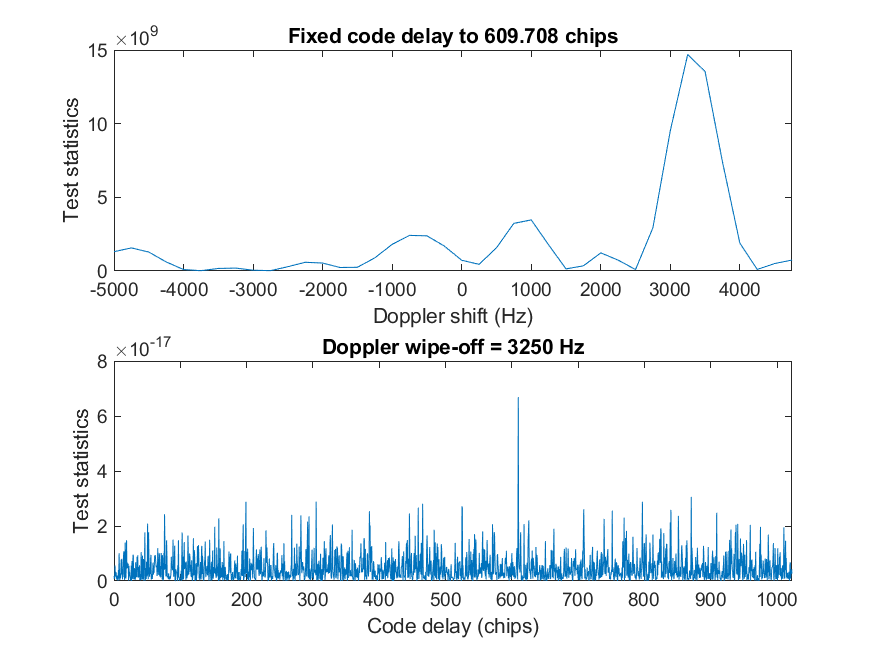 ×10⁹
Fixed code delay to 609.708 chips
15
10
5
0
Test statistics
-5000 -4000 -3000 -2000 -1000 0 1000 2000 3000 4000
Doppler shift (Hz)
×10⁻¹⁷
Doppler wipe-off = 3250 Hz
8
6
4
2
0
Test statistics
0 100 200 300 400 500 600 700 800 900 1000
Code delay (chips)